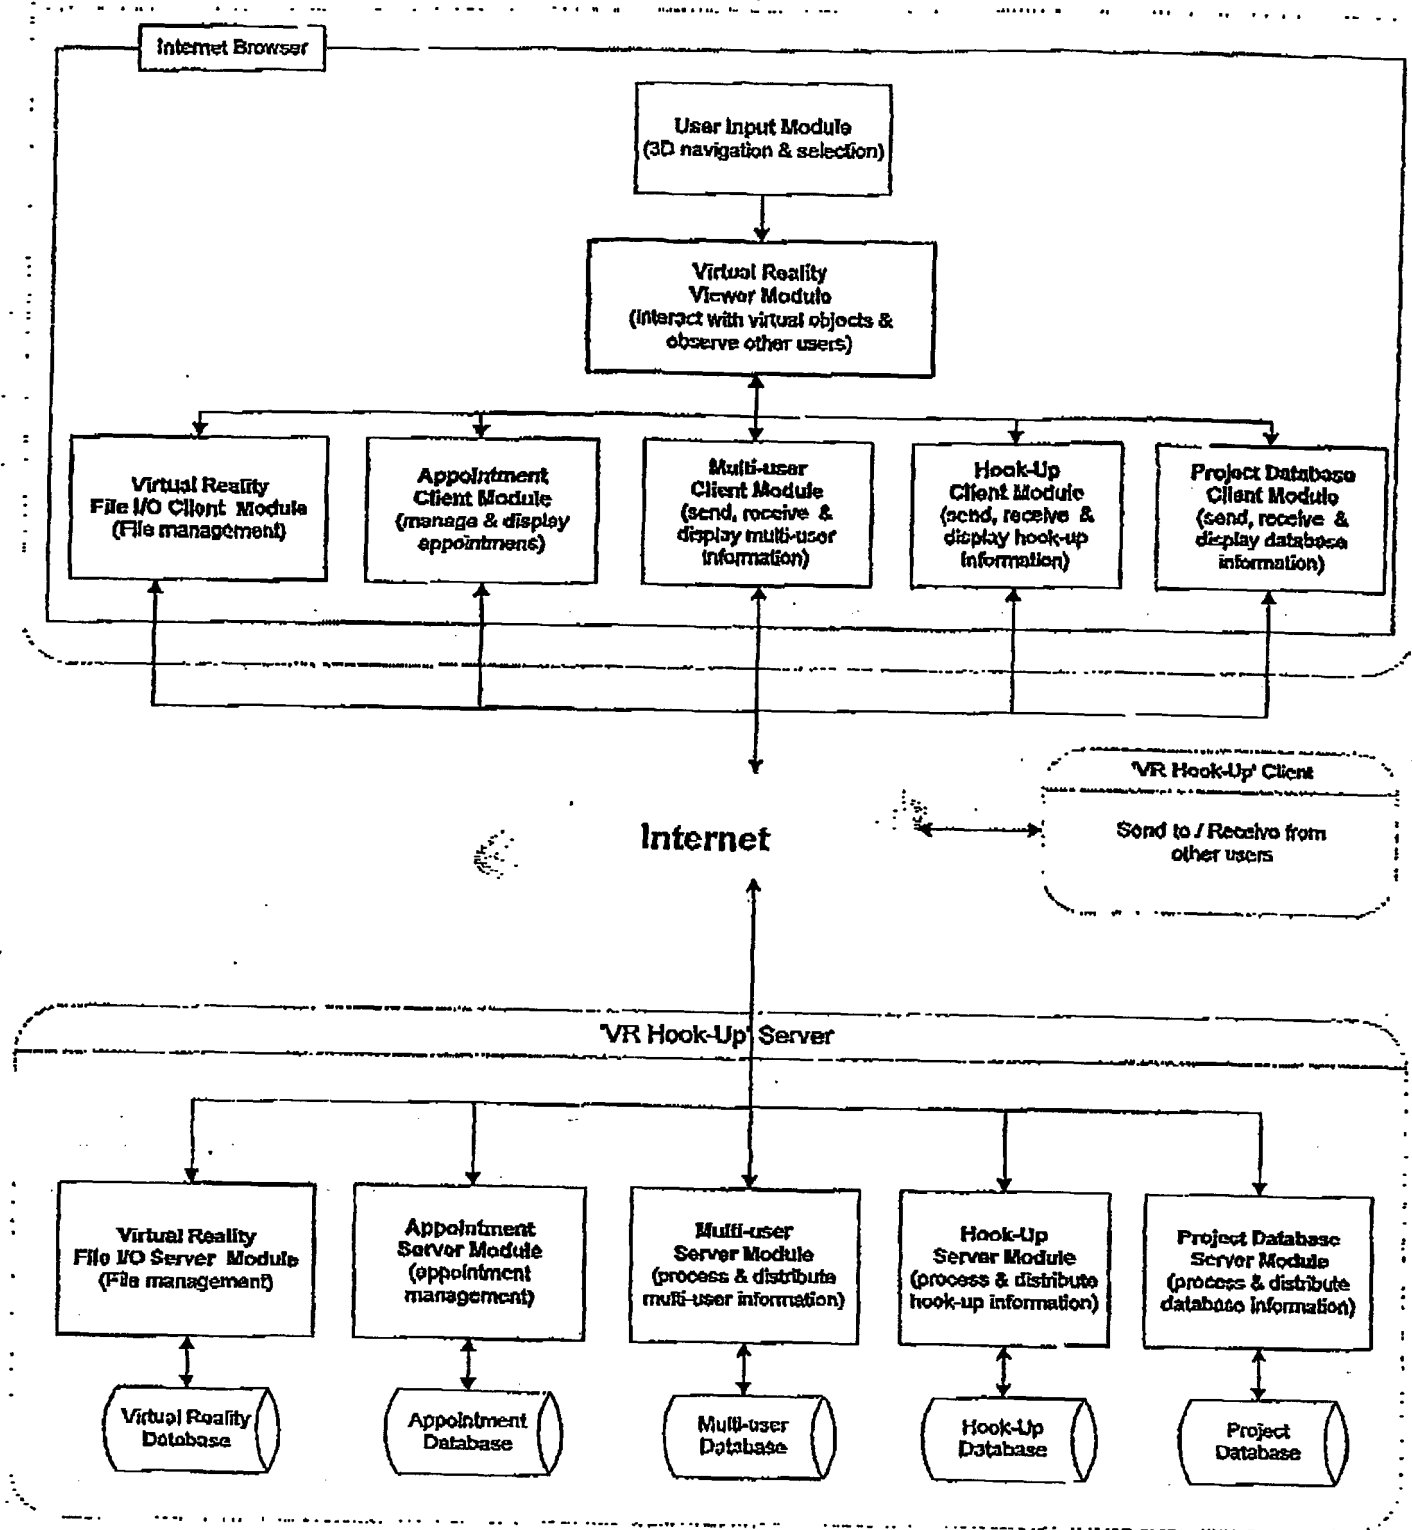 Internet Browser
User Input Module
(3D navigation & selection)
Virtual Reality
Viewer Module
(Interact with virtual objects &
observe other users)
Virtual Reality
File I/O Client Module
(File management)
Appointment
Client Module
(manage & display
appointmens)
Multi-user
Client Module
(send, receive &
display multi-user
information)
Hook-Up
Client Module
(send, receive &
display hook-up
information)
Project Database
Client Module
(send, receive &
display database
information)
'VR Hook-Up' Client
Send to / Receive from
other users
Internet
'VR Hook-Up' Server
Virtual Reality
File I/O Server Module
(File management)
Appointment
Server Module
(appointment
management)
Multi-user
Server Module
(process & distribute
multi-user information)
Hook-Up
Server Module
(process & distribute
hook-up information)
Project Database
Server Module
(process & distribute
database information)
Virtual Reality
Database
Appointment
Database
Multi-user
Database
Hook-Up
Database
Project
Database